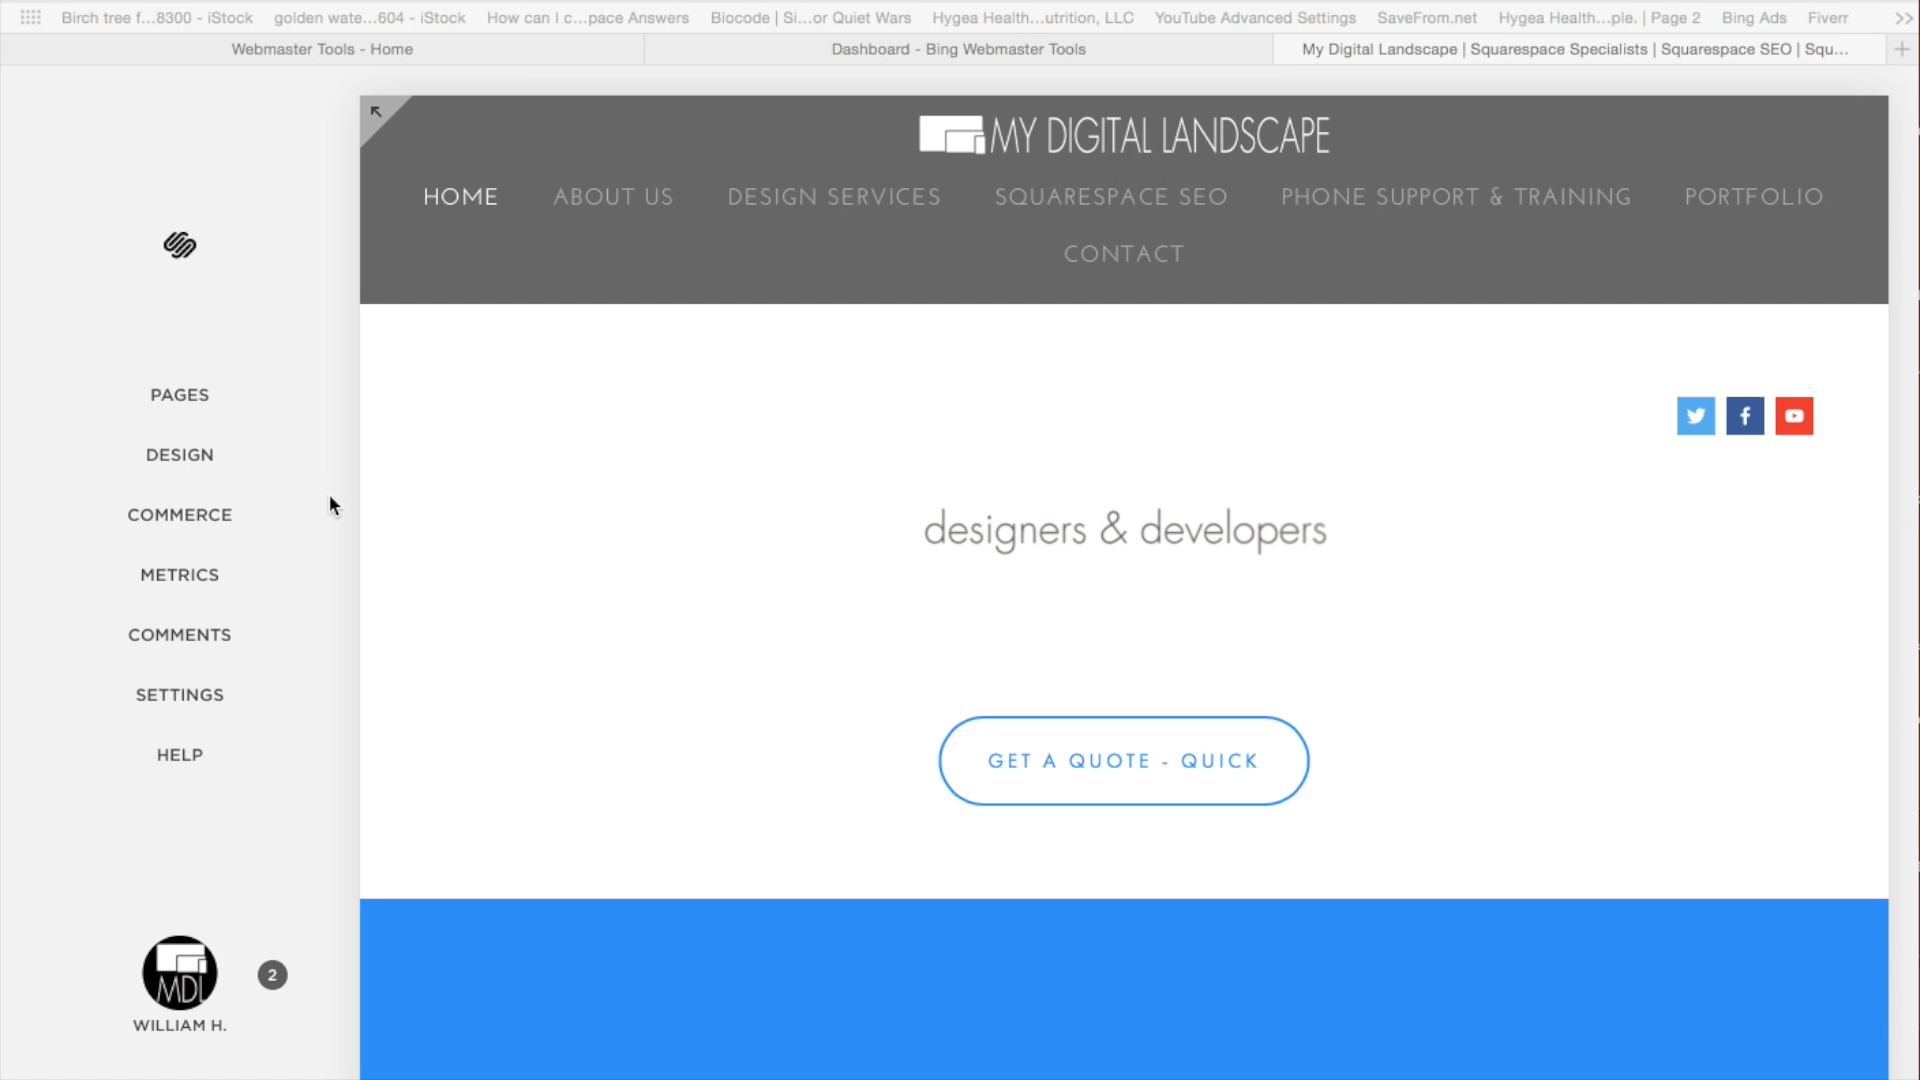 Birch tree f...8300 - iStock golden wate...604 - iStock How can I c...pace Answers Biocode | Si...or Quiet Wars Hygea Health...utrition, LLC YouTube Advanced Settings SaveFrom.net Hygea Health...ple. | Page 2 Bing Ads Fiverr >>
Webmaster Tools - Home Dashboard - Bing Webmaster Tools My Digital Landscape | Squarespace Specialists | Squarespace SEO | Squ... +
MY DIGITAL LANDSCAPE
HOME ABOUT US DESIGN SERVICES SQUARESPACE SEO PHONE SUPPORT & TRAINING PORTFOLIO
CONTACT
PAGES
DESIGN
COMMERCE
METRICS
COMMENTS
SETTINGS
HELP
designers & developers
GET A QUOTE - QUICK
MDL
2
WILLIAM H.